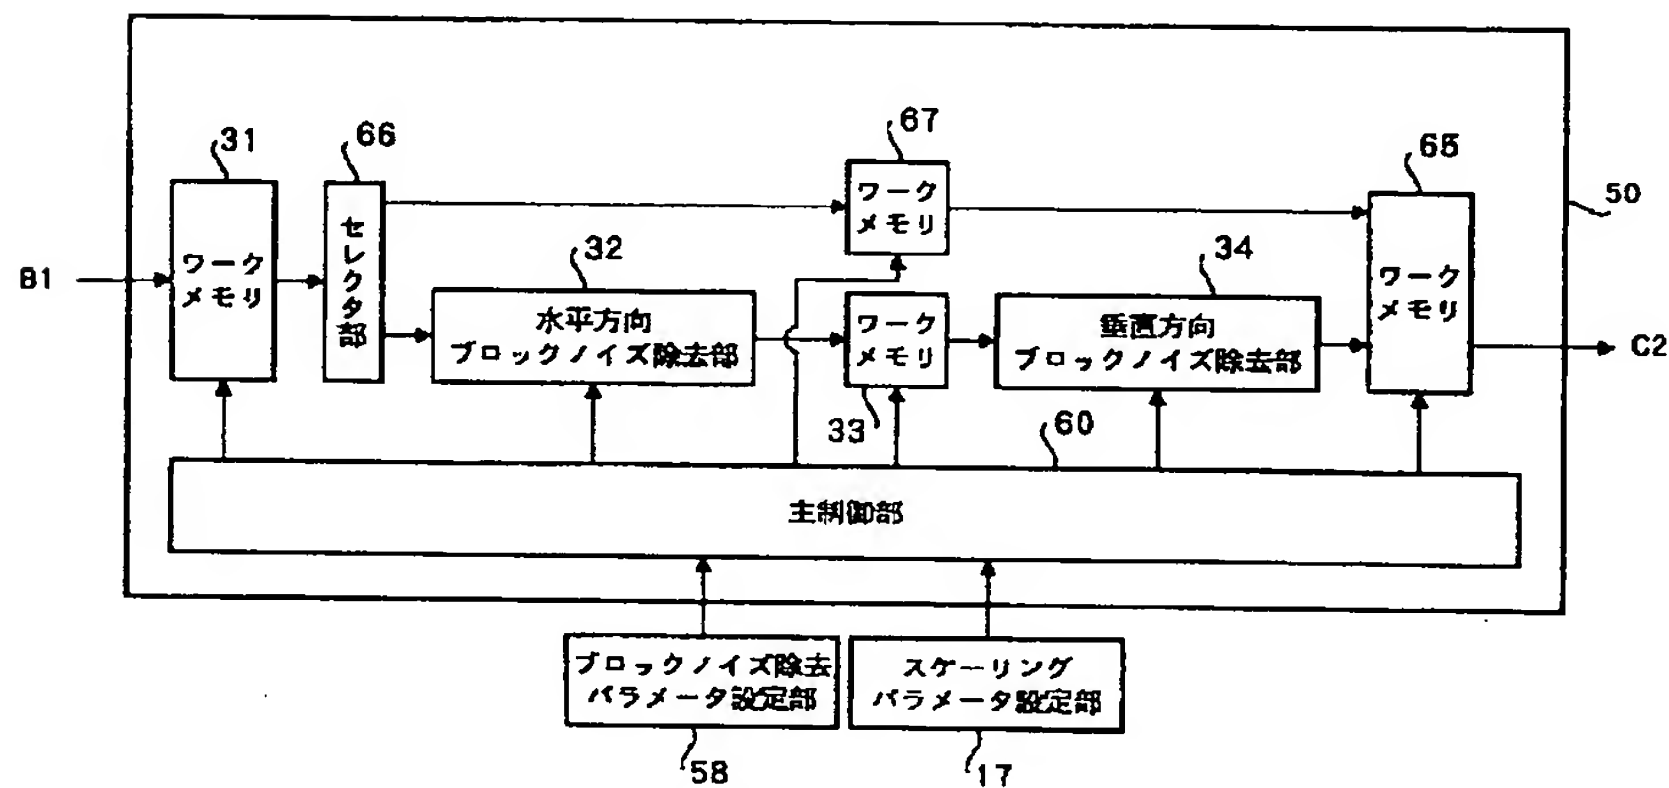 67
31
66
65
50
ワーク
メモリ
セレクタ部
32
34
B1
ワーク
メモリ
水平方向
ブロックノイズ除去部
ワーク
メモリ
垂直方向
ブロックノイズ除去部
ワーク
メモリ
C2
33
60
主制御部
ブロックノイズ除去
パラメータ設定部
スケーリング
パラメータ設定部
58
17